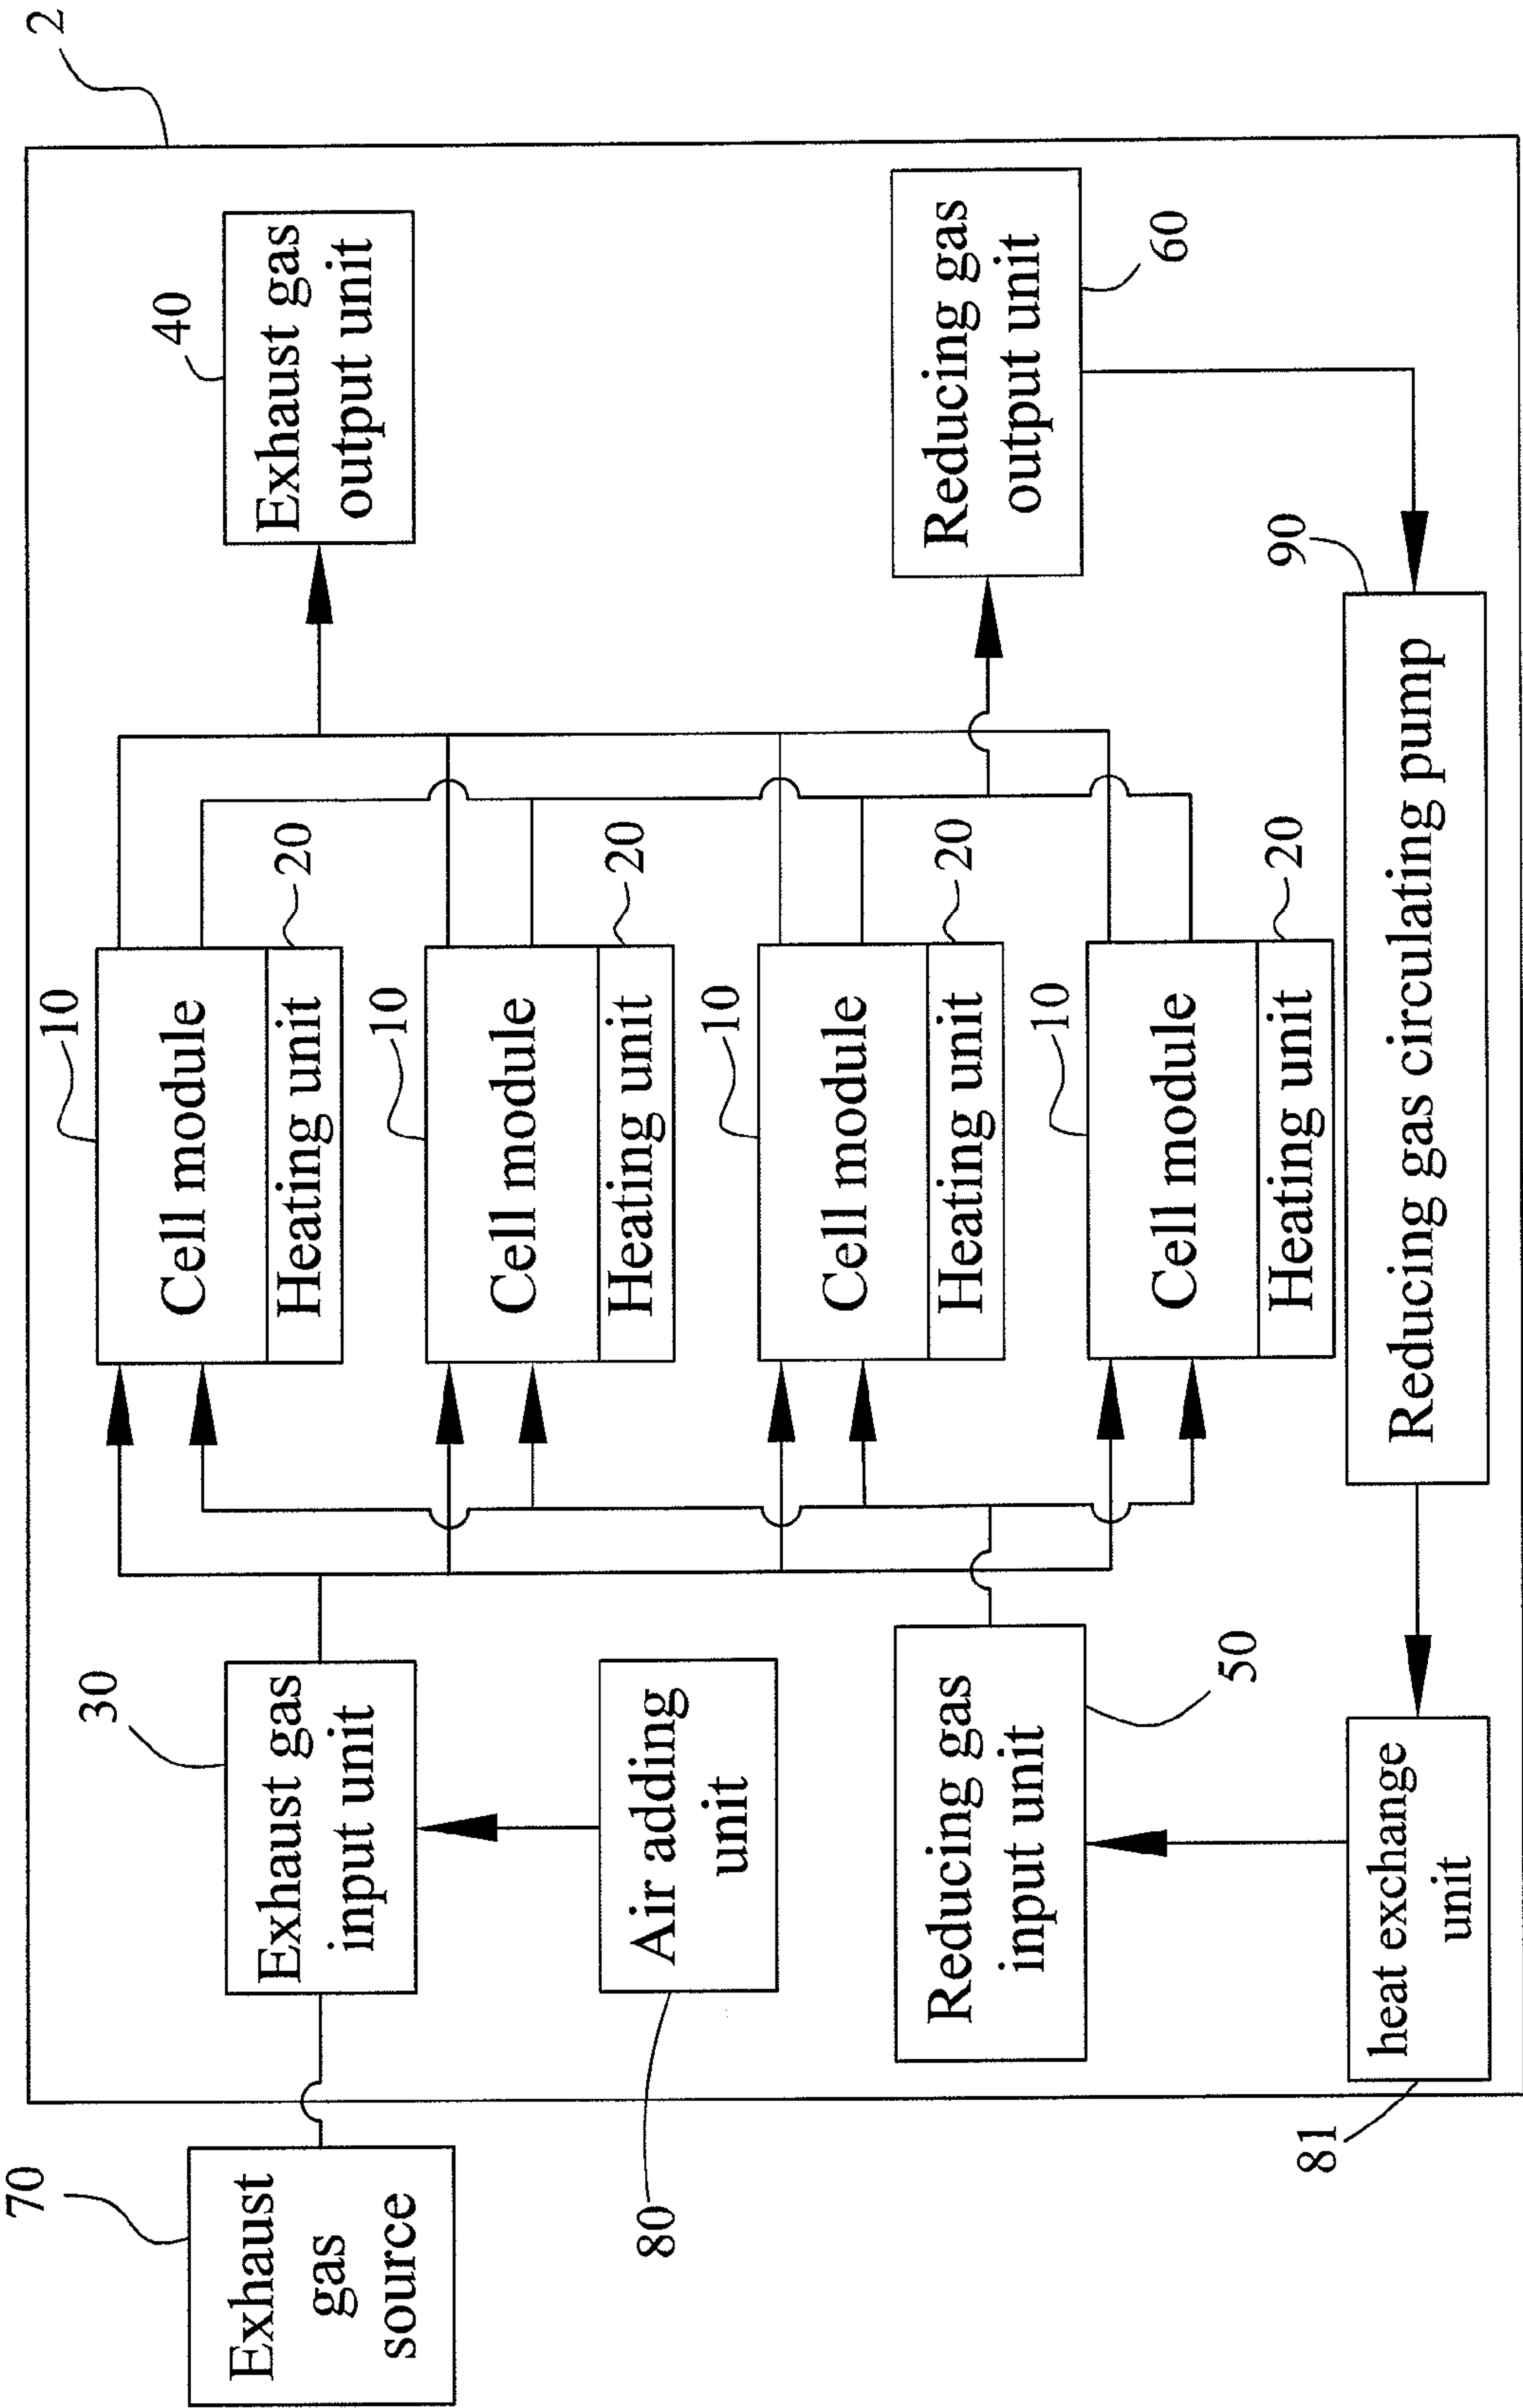 2
70
Exhaust
gas
source
30
Exhaust gas
input unit
80
Air adding
unit
50
Reducing gas
input unit
81
heat exchange
unit
10
Cell module
Heating unit
20
10
Cell module
Heating unit
20
10
Cell module
Heating unit
20
10
Cell module
Heating unit
20
90
Reducing gas circulating pump
40
Exhaust gas
output unit
60
Reducing gas
output unit